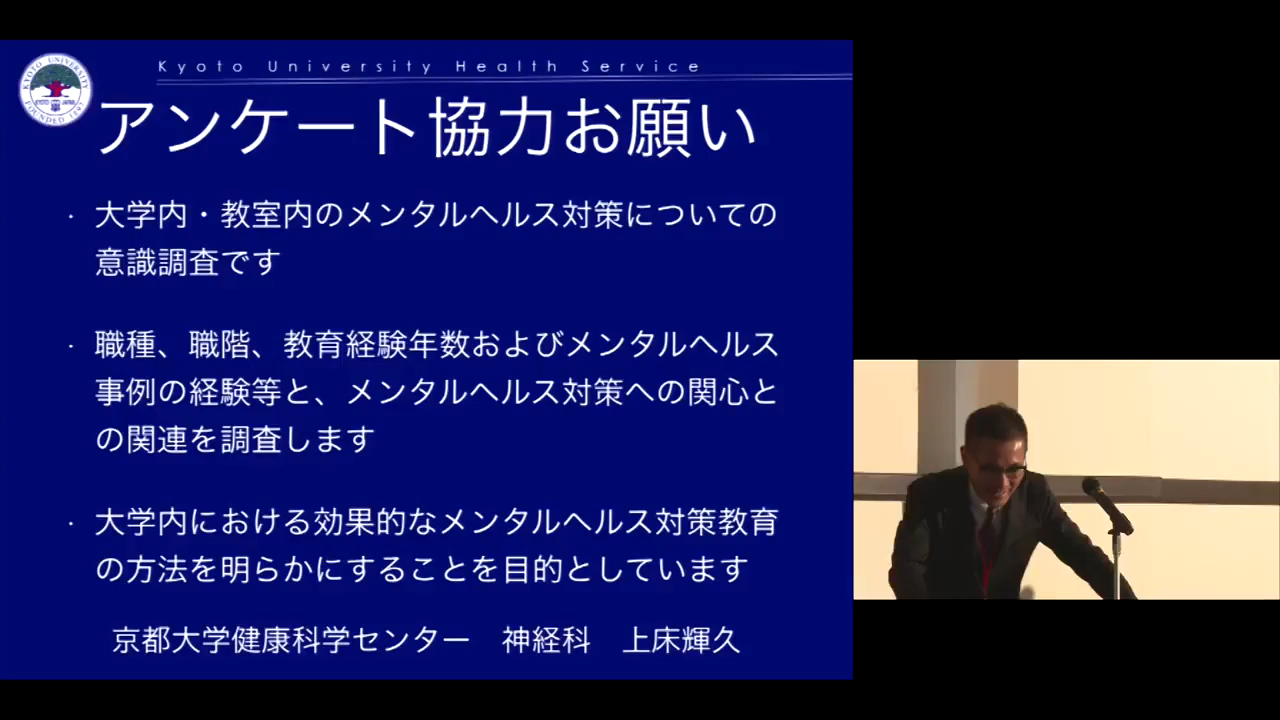 Kyoto University Health Service
KYOTO UNIVERSITY
KYOTO JAPAN
FOUNDED 1897
アンケート協力お願い
・ 大学内・教室内のメンタルヘルス対策についての
意識調査です
・ 職種、職階、教育経験年数およびメンタルヘルス
事例の経験等と、メンタルヘルス対策への関心と
の関連を調査します
・ 大学内における効果的なメンタルヘルス対策教育
の方法を明らかにすることを目的としています
京都大学健康科学センター　神経科　上床輝久